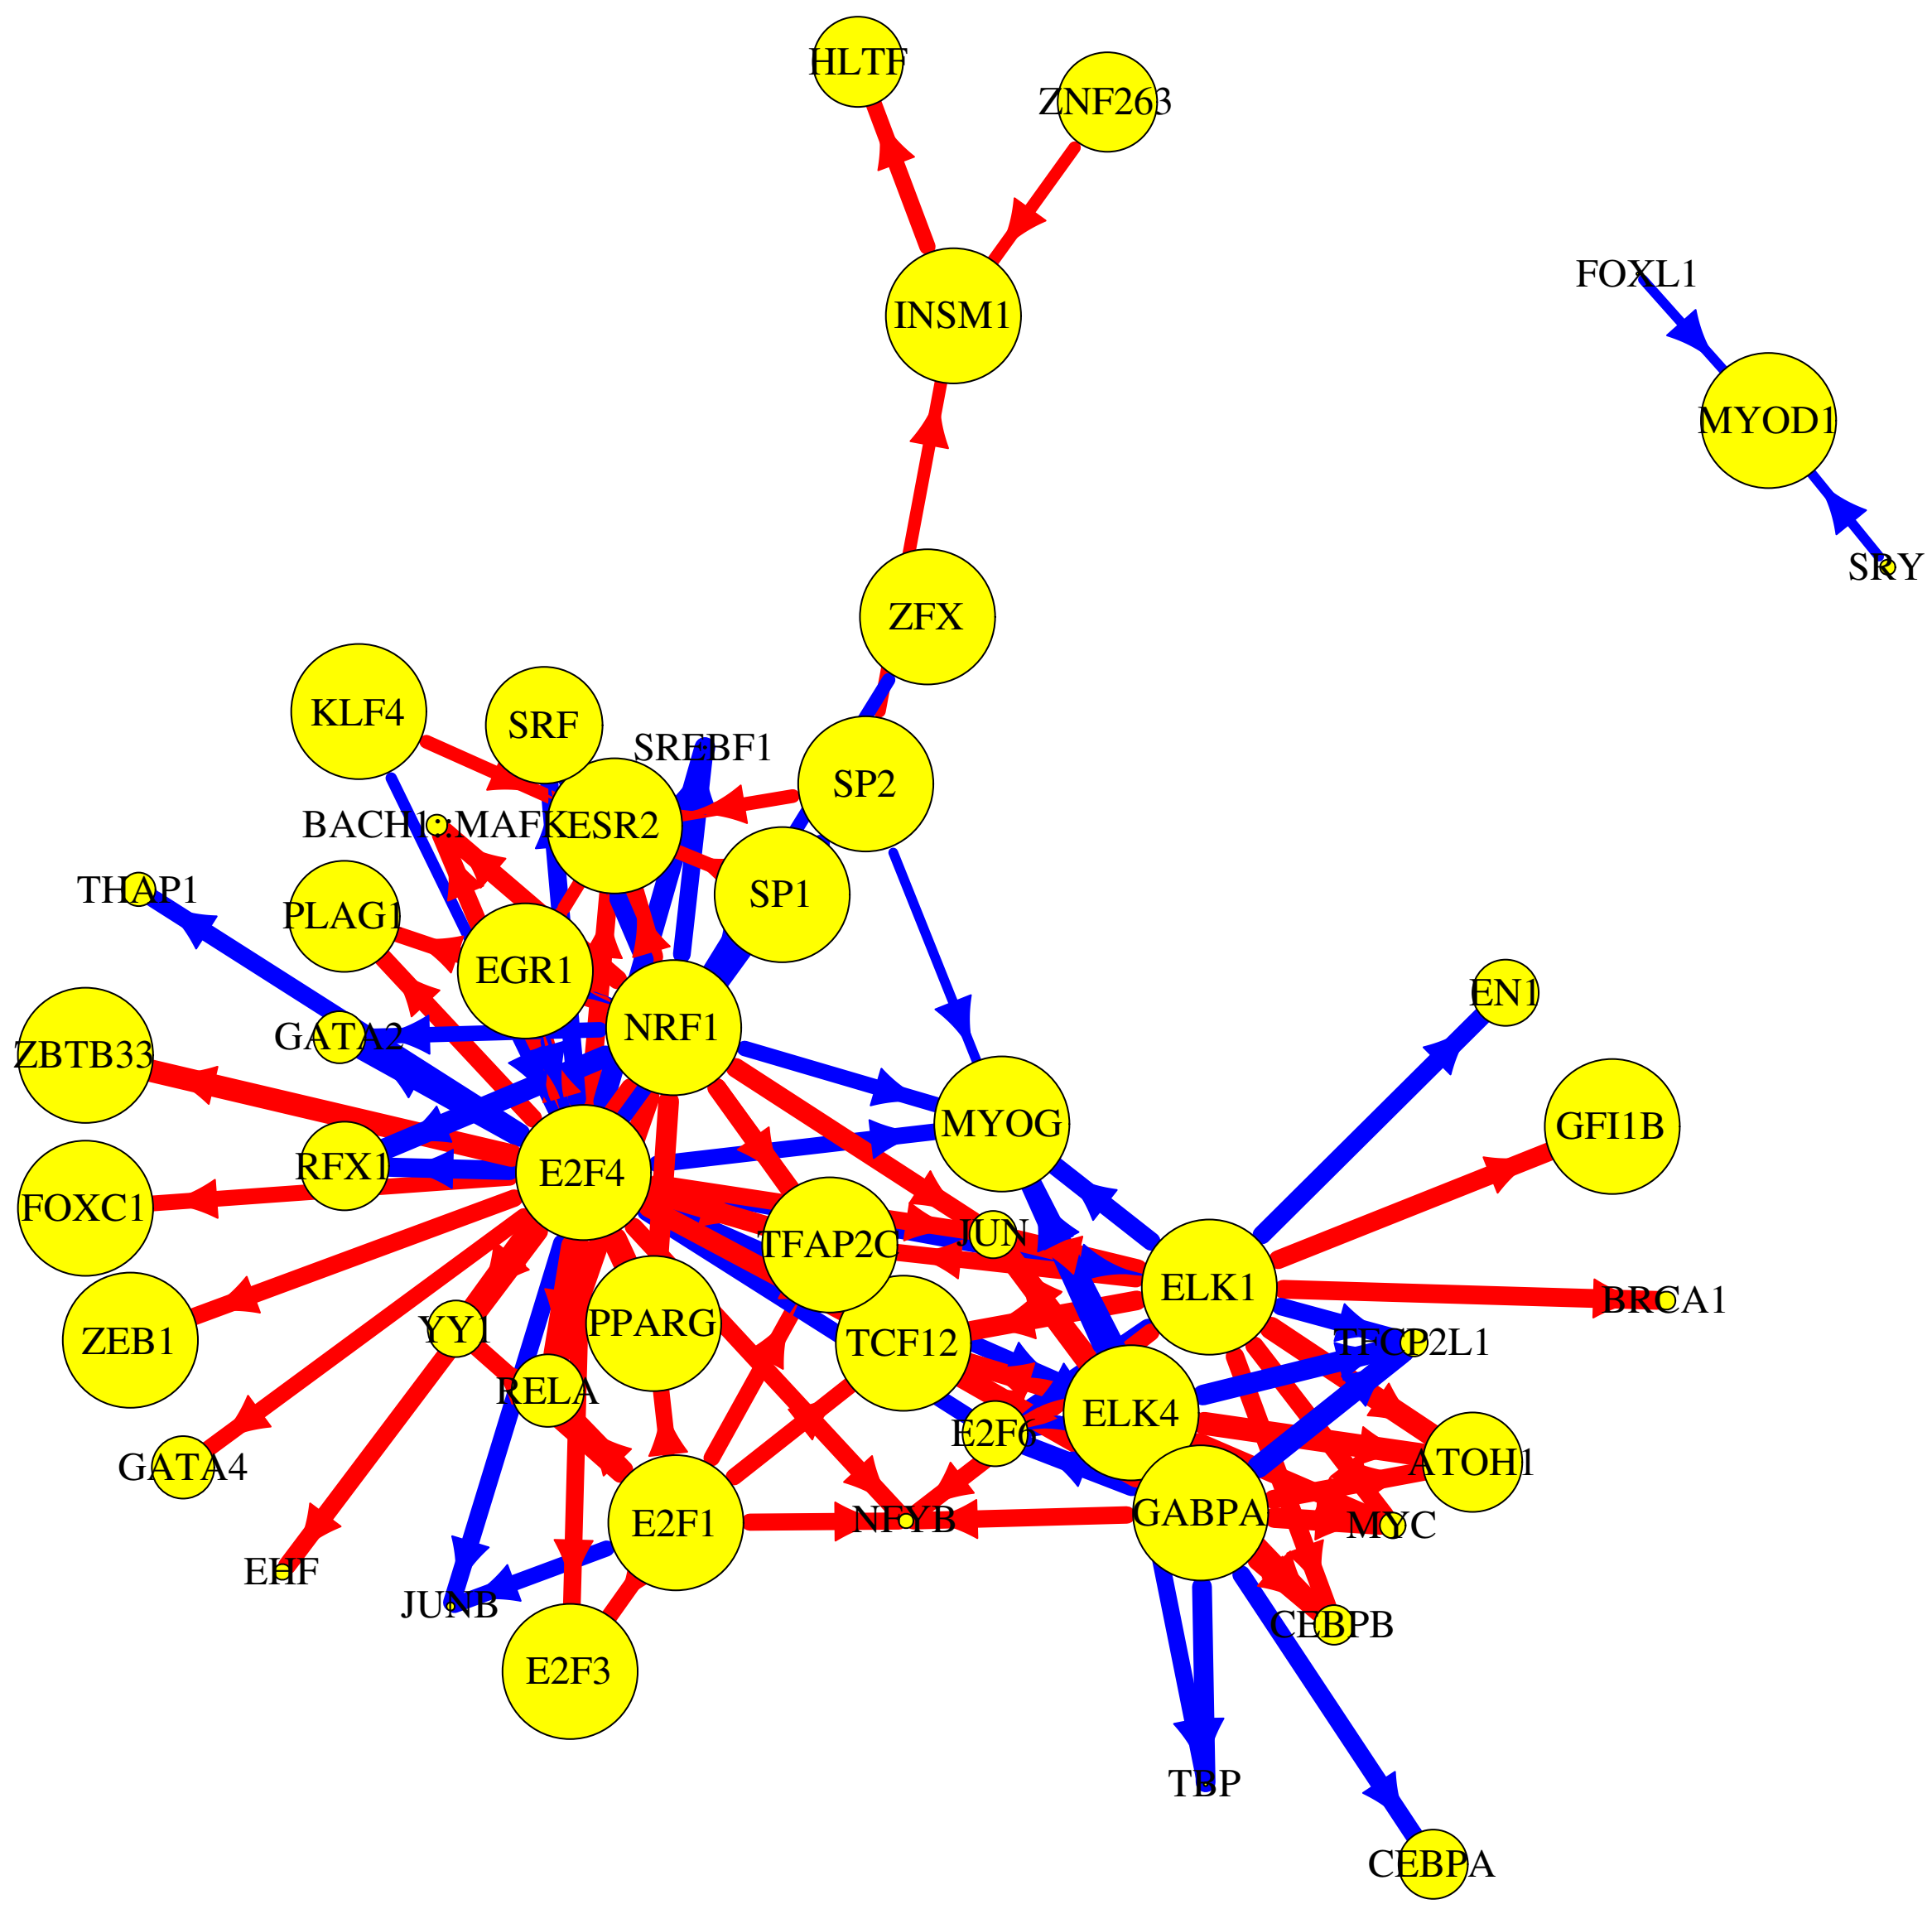 HLTF
ZNF263
FOXL1
INSM1
MYOD1
SRY
ZFX
KLF4
SRF
SREBF1
SP2
BACH1::MAFK
ESR2
THAP1
SP1
PLAG1
EGR1
EN1
NRF1
GATA2
ZBTB33
MYOG
GFI1B
RFX1
E2F4
FOXC1
JUN
TFAP2C
ELK1
BRCA1
PPARG
YY1
ZEB1
TCF12
TFCP2L1
RELA
ELK4
E2F6
GATA4
ATOH1
GABPA
NFYB
E2F1
MYC
EHF
JUNB
CEBPB
E2F3
TBP
CEBPA